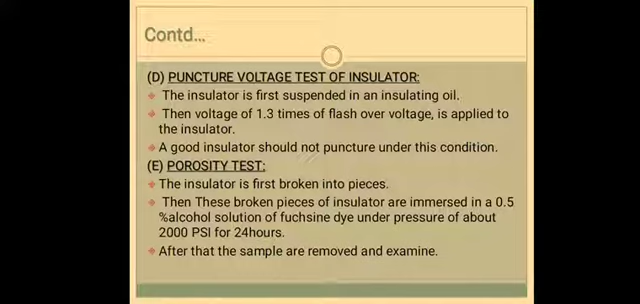 Contd...
(D) PUNCTURE VOLTAGE TEST OF INSULATOR:
The insulator is first suspended in an insulating oil.
Then voltage of 1.3 times of flash over voltage, is applied to
the insulator.
A good insulator should not puncture under this condition.
(E) POROSITY TEST:
The insulator is first broken into pieces.
Then These broken pieces of insulator are immersed in a 0.5
%alcohol solution of fuchsine dye under pressure of about
2000 PSI for 24hours.
After that the sample are removed and examine.